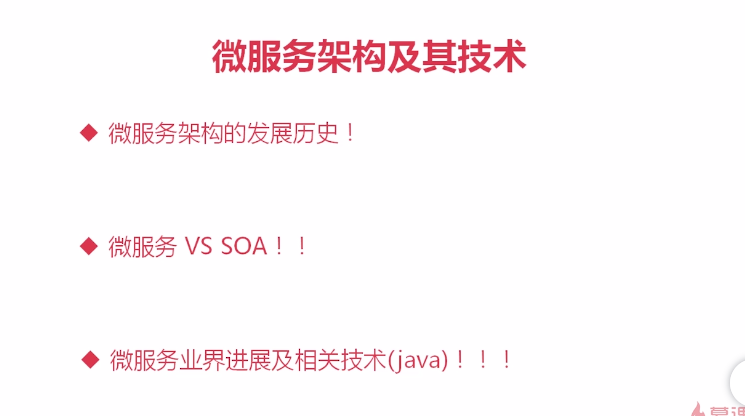 微服务架构及其技术
◆ 微服务架构的发展历史！
◆ 微服务 VS SOA！！
◆ 微服务业界进展及相关技术(java)！！！